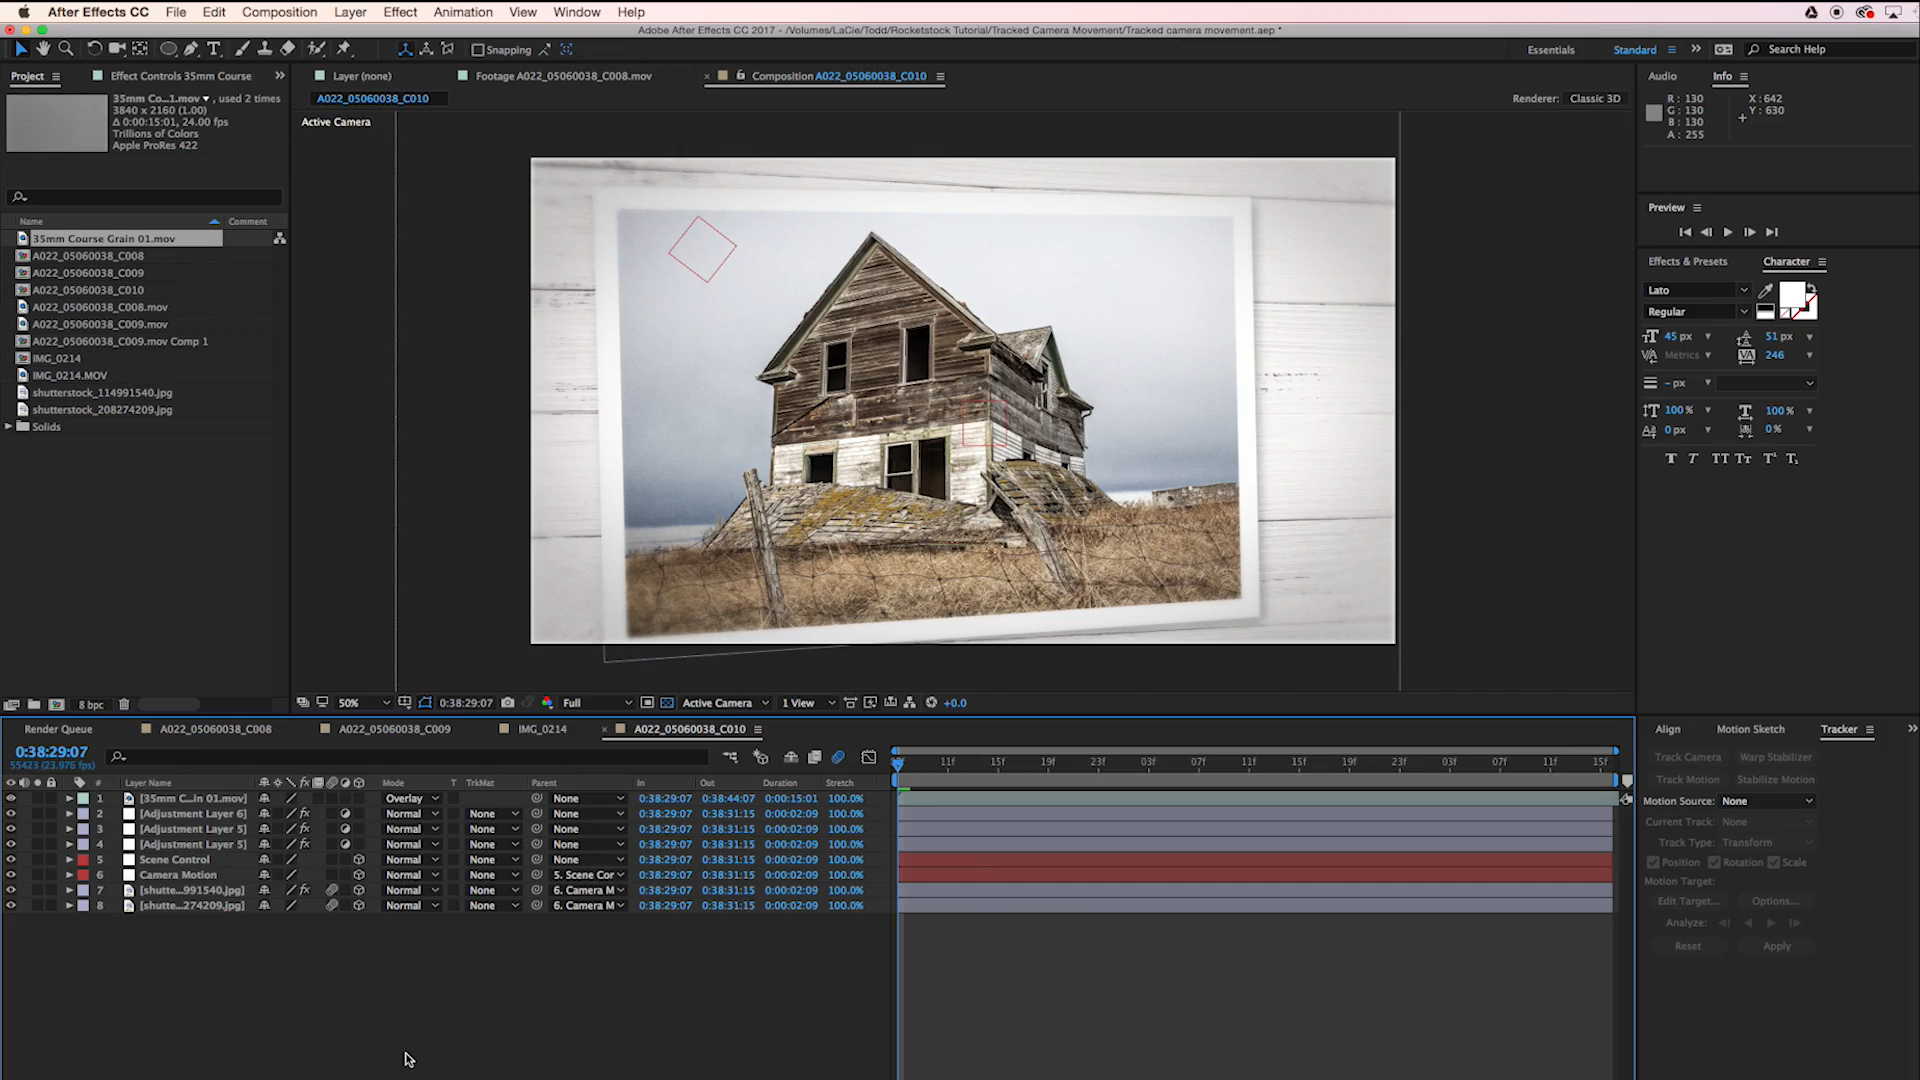 After Effects CC File Edit Composition Layer Effect Animation View Window Help
Adobe After Effects CC 2017 - /Volumes/LaCie/Todd/Rocketstock Tutorial/Tracked Camera Movement/Tracked camera movement.aep *
Snapping
Essentials Standard Search Help
Project Effect Controls 35mm Course
Layer (none) Footage A022_05060038_C008.mov Composition A022_05060038_C010
Audio Info
35mm Co...1.mov , used 2 times
3840 x 2160 (1.00)
Δ 0:00:15:01, 24.00 fps
Trillions of Colors
Apple ProRes 422
A022_05060038_C010
Renderer: Classic 3D
Active Camera
R : 130
G : 130
B : 130
A : 255
X : 642
Y : 630
Name Comment
35mm Course Grain 01.mov
A022_05060038_C008
A022_05060038_C009
A022_05060038_C010
A022_05060038_C008.mov
A022_05060038_C009.mov
A022_05060038_C009.mov Comp 1
IMG_0214
IMG_0214.MOV
shutterstock_114991540.jpg
shutterstock_208274209.jpg
Solids
Preview
Effects & Presets Character
Lato
Regular
45 px 51 px
Metrics 246
- px
100 % 100 %
0 px 0 %
8 bpc
50% 0:38:29:07 Full Active Camera 1 View +0.0
Render Queue A022_05060038_C008 A022_05060038_C009 IMG_0214 A022_05060038_C010
0:38:29:07
55423 (23.976 fps)
11f 15f 19f 23f 03f 07f 11f 15f 19f 23f 03f 07f 11f 15f
# Layer Name Mode T TrkMat Parent In Out Duration Stretch
1 [35mm C...in 01.mov] Overlay None 0:38:29:07 0:38:44:07 0:00:15:01 100.0%
2 [Adjustment Layer 6] fx Normal None None 0:38:29:07 0:38:31:15 0:00:02:09 100.0%
3 [Adjustment Layer 5] fx Normal None None 0:38:29:07 0:38:31:15 0:00:02:09 100.0%
4 [Adjustment Layer 5] fx Normal None None 0:38:29:07 0:38:31:15 0:00:02:09 100.0%
5 Scene Control Normal None None 0:38:29:07 0:38:31:15 0:00:02:09 100.0%
6 Camera Motion Normal None 5. Scene Cor 0:38:29:07 0:38:31:15 0:00:02:09 100.0%
7 [shutte...991540.jpg] fx Normal None 6. Camera M 0:38:29:07 0:38:31:15 0:00:02:09 100.0%
8 [shutte...274209.jpg] Normal None 6. Camera M 0:38:29:07 0:38:31:15 0:00:02:09 100.0%
Align Motion Sketch Tracker
Track Camera Warp Stabilizer
Track Motion Stabilize Motion
Motion Source: None
Current Track: None
Track Type: Transform
Position Rotation Scale
Motion Target:
Edit Target... Options...
Analyze:
Reset Apply